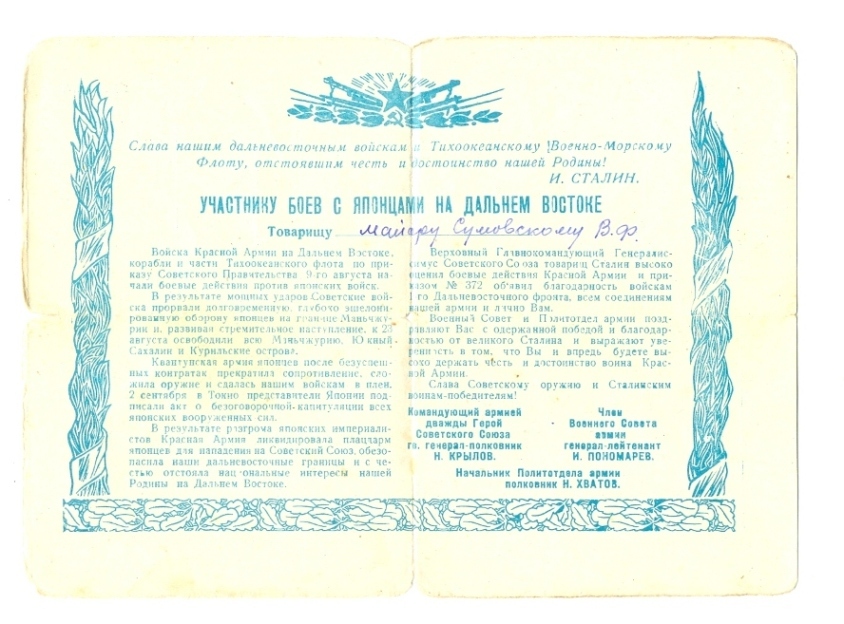 Слава нашим дальневосточным войскам и Тихоокеанскому Военно-Морскому
Флоту, отстоявшим честь и достоинство нашей Родины!
И. СТАЛИН.
УЧАСТНИКУ БОЕВ С ЯПОНЦАМИ НА ДАЛЬНЕМ ВОСТОКЕ
Товарищу майору Сумовскому В.Ф.
Войска Красной Армии на Дальнем Востоке,
корабли и части Тихоокеанского флота по при-
казу Советского Правительства 9-го августа на-
чали боевые действия против японских войск.
В результате мощных ударов Советские вой-
ска прорвали долговременную, глубоко эшелони-
рованную оборону японцев на границе Маньчжу-
рии и, развивая стремительное наступление, к 23
августа освободили всю Маньчжурию, Южный
Сахалин и Курильские острова.
Квантунская армия японцев после безуспеш-
ных контратак прекратила сопротивление, сло-
жила оружие и сдалась нашим войскам в плен.
2 сентября в Токио представители Японии под-
писали акт о безоговорочной капитуляции всех
японских вооруженных сил.
В результате разгрома японских империали-
стов Красная Армия ликвидировала плацдарм
японцев для нападения на Советский Союз, обезо-
пасила наши дальневосточные границы и с че-
стью отстояла национальные интересы нашей
Родины на Дальнем Востоке.
Верховный Главнокомандующий Генералис-
симус Советского Союза товарищ Сталин высоко
оценил боевые действия Красной Армии и при-
казом № 372 об'явил благодарность войскам
1-го Дальневосточного фронта, всем соединениям
нашей армии и лично Вам.
Военный Совет и Политотдел армии позд-
равляют Вас с одержанной победой и благодар-
ностью от великого Сталина и выражают уве-
ренность в том, что Вы и впредь будете вы-
соко держать честь и достоинство воина Крас-
ной Армии.
Слава Советскому оружию и Сталинским
воинам-победителям!
Командующий армией
дважды Герой
Советского Союза
гв. генерал-полковник
Н. КРЫЛОВ.
Член
Военного Совета
армии
генерал-лейтенант
И. ПОНОМАРЕВ.
Начальник Политотдела армии
полковник Н. ХВАТОВ.